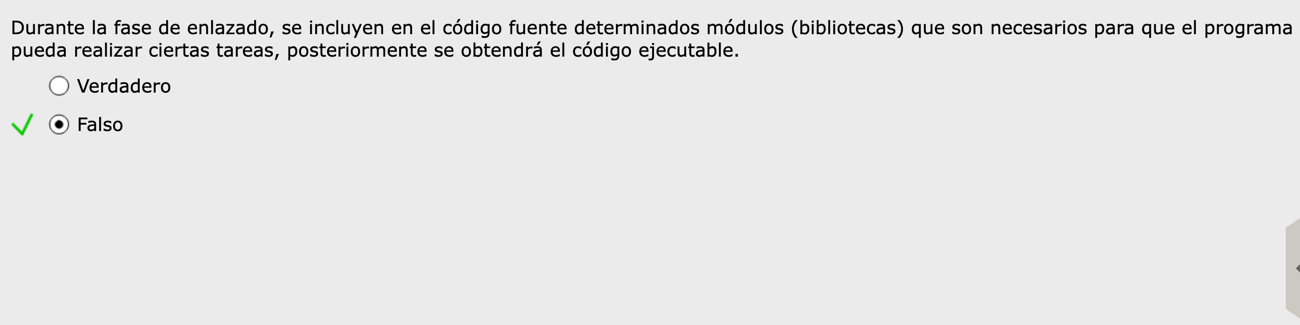 Durante la fase de enlazado, se incluyen en el código fuente determinados módulos (bibliotecas) que son necesarios para que el programa
pueda realizar ciertas tareas, posteriormente se obtendrá el código ejecutable.
Verdadero
Falso